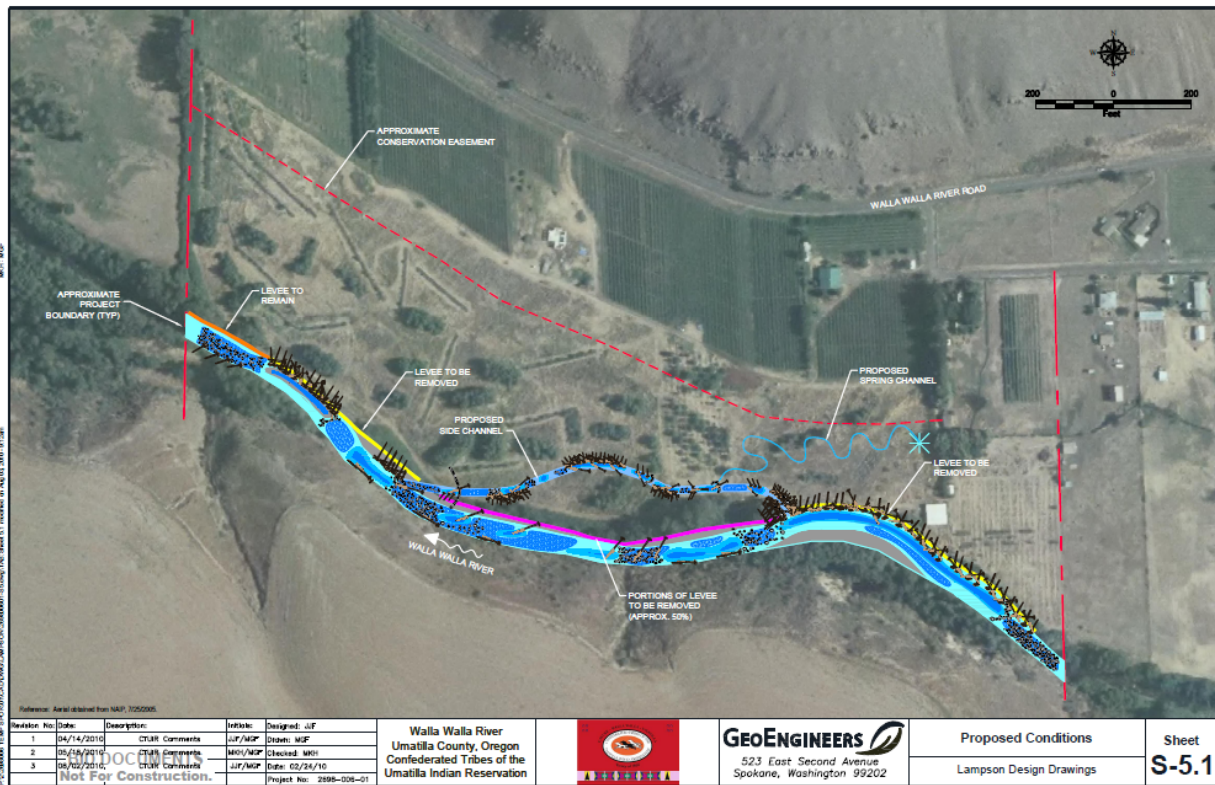 N
W
E
S
200
0
200
Feet
APPROXIMATE
CONSERVATION EASEMENT
WALLA WALLA RIVER ROAD
LEVEE TO
REMAIN
APPROXIMATE
PROJECT
BOUNDARY (TYP)
LEVEE TO BE
REMOVED
PROPOSED
SPRING CHANNEL
PROPOSED
SIDE CHANNEL
LEVEE TO BE
REMOVED
WALLA WALLA RIVER
PORTIONS OF LEVEE
TO BE REMOVED
(APPROX. 50%)
Reference: Aerial obtained from NAIP, 7/25/2005.
Revision No: Date: Description: Initials: Designed: JJF
1 04/14/2010 CTUIR Comments JJF/MGF Drawn: MGF
2 05/18/2010 CTUIR Comments MKH/MGF Checked: MKH
3 06/02/2010 CTUIR Comments JJF/MGF Date: 02/24/10
Project No: 2898-006-01
BID DOCUMENTS
Not For Construction.
Walla Walla River
Umatilla County, Oregon
Confederated Tribes of the
Umatilla Indian Reservation
GEOENGINEERS
523 East Second Avenue
Spokane, Washington 99202
Proposed Conditions
Lampson Design Drawings
Sheet
S-5.1